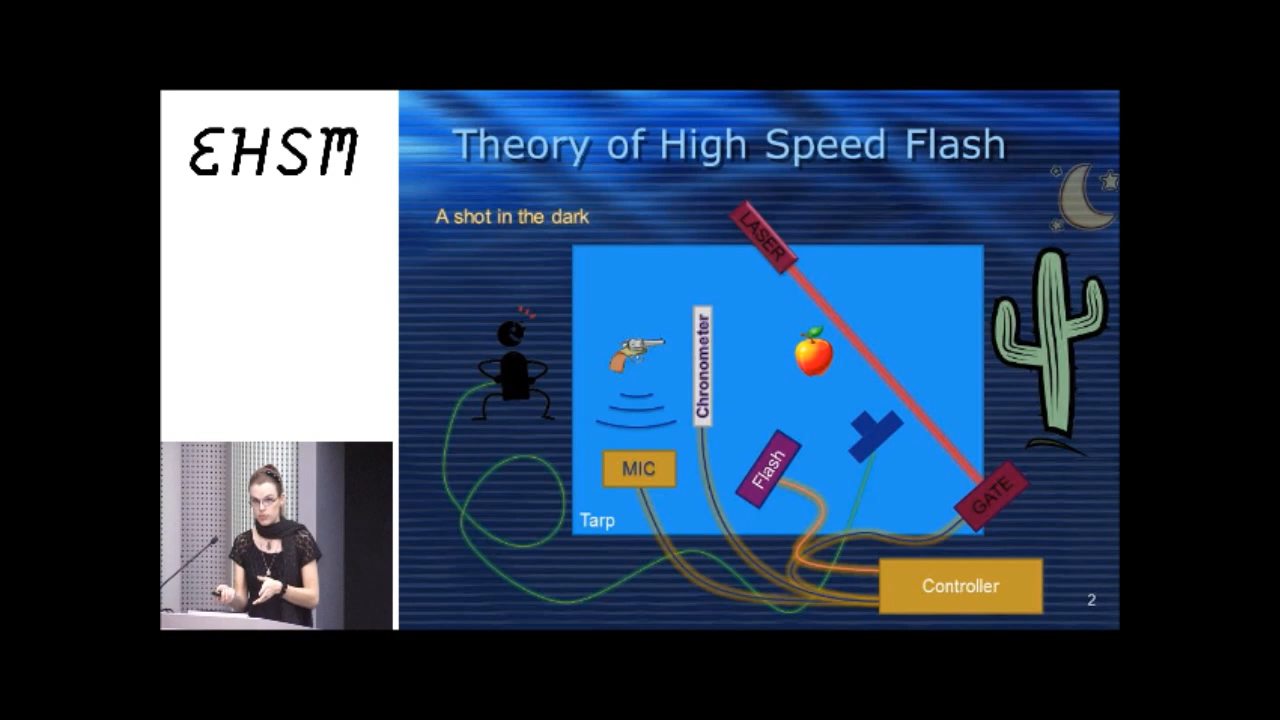 EHSM
Theory of High Speed Flash
A shot in the dark
LASER
Chronometer
MIC
Flash
GATE
Tarp
Controller
2